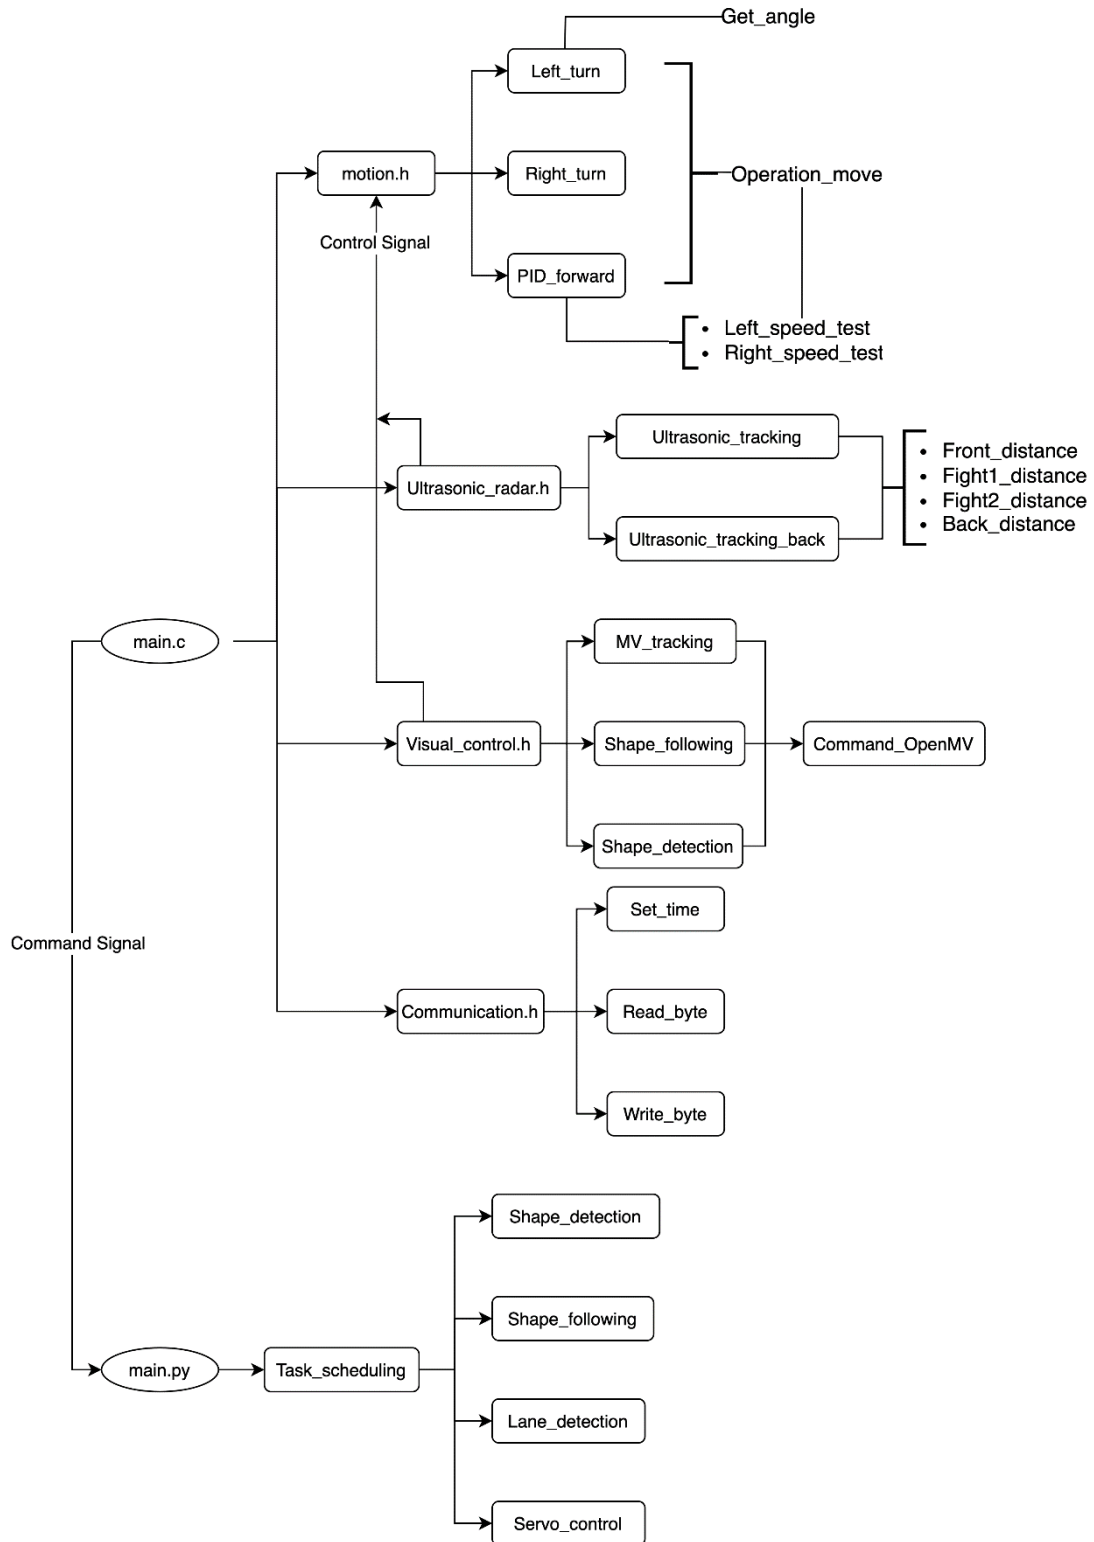 Get_angle
Left_turn
motion.h
Right_turn
Operation_move
Control Signal
PID_forward
Left_speed_test
Right_speed_test
Ultrasonic_tracking
Front_distance
Fight1_distance
Ultrasonic_radar.h
Fight2_distance
Back_distance
Ultrasonic_tracking_back
main.c
MV_tracking
Visual_control.h
Shape_following
Command_OpenMV
Shape_detection
Set_time
Command Signal
Communication.h
Read_byte
Write_byte
Shape_detection
Shape_following
main.py
Task_scheduling
Lane_detection
Servo_control